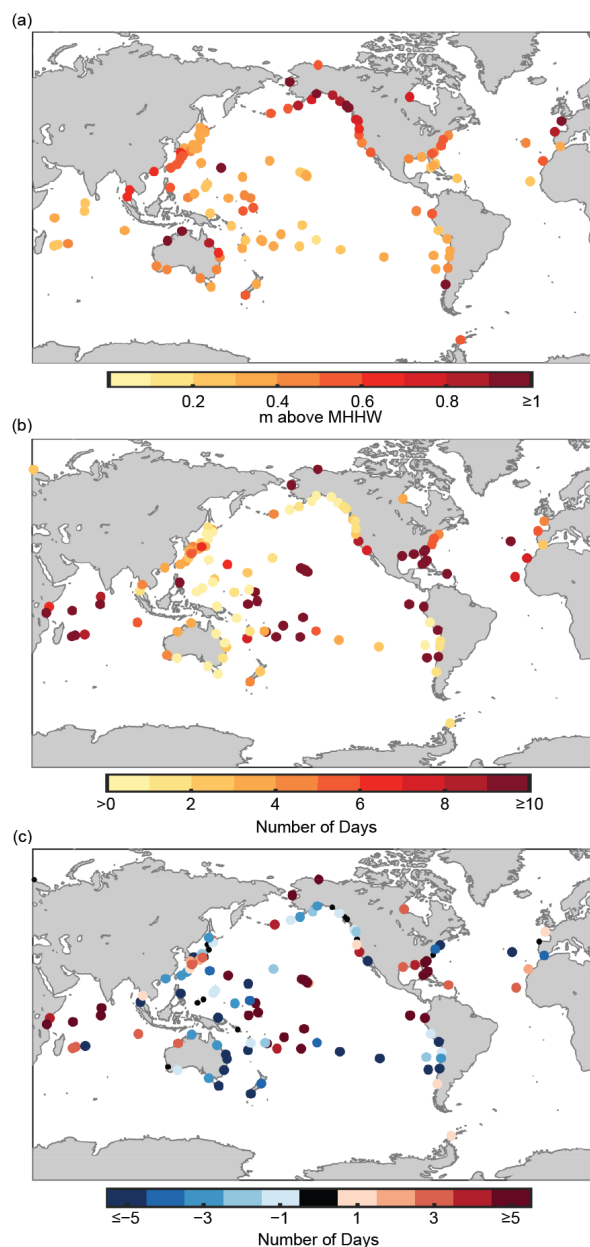 (a)
0.2 0.4 0.6 0.8 ≥1
m above MHHW
(b)
>0 2 4 6 8 ≥10
Number of Days
(c)
≤−5 −3 −1 1 3 ≥5
Number of Days